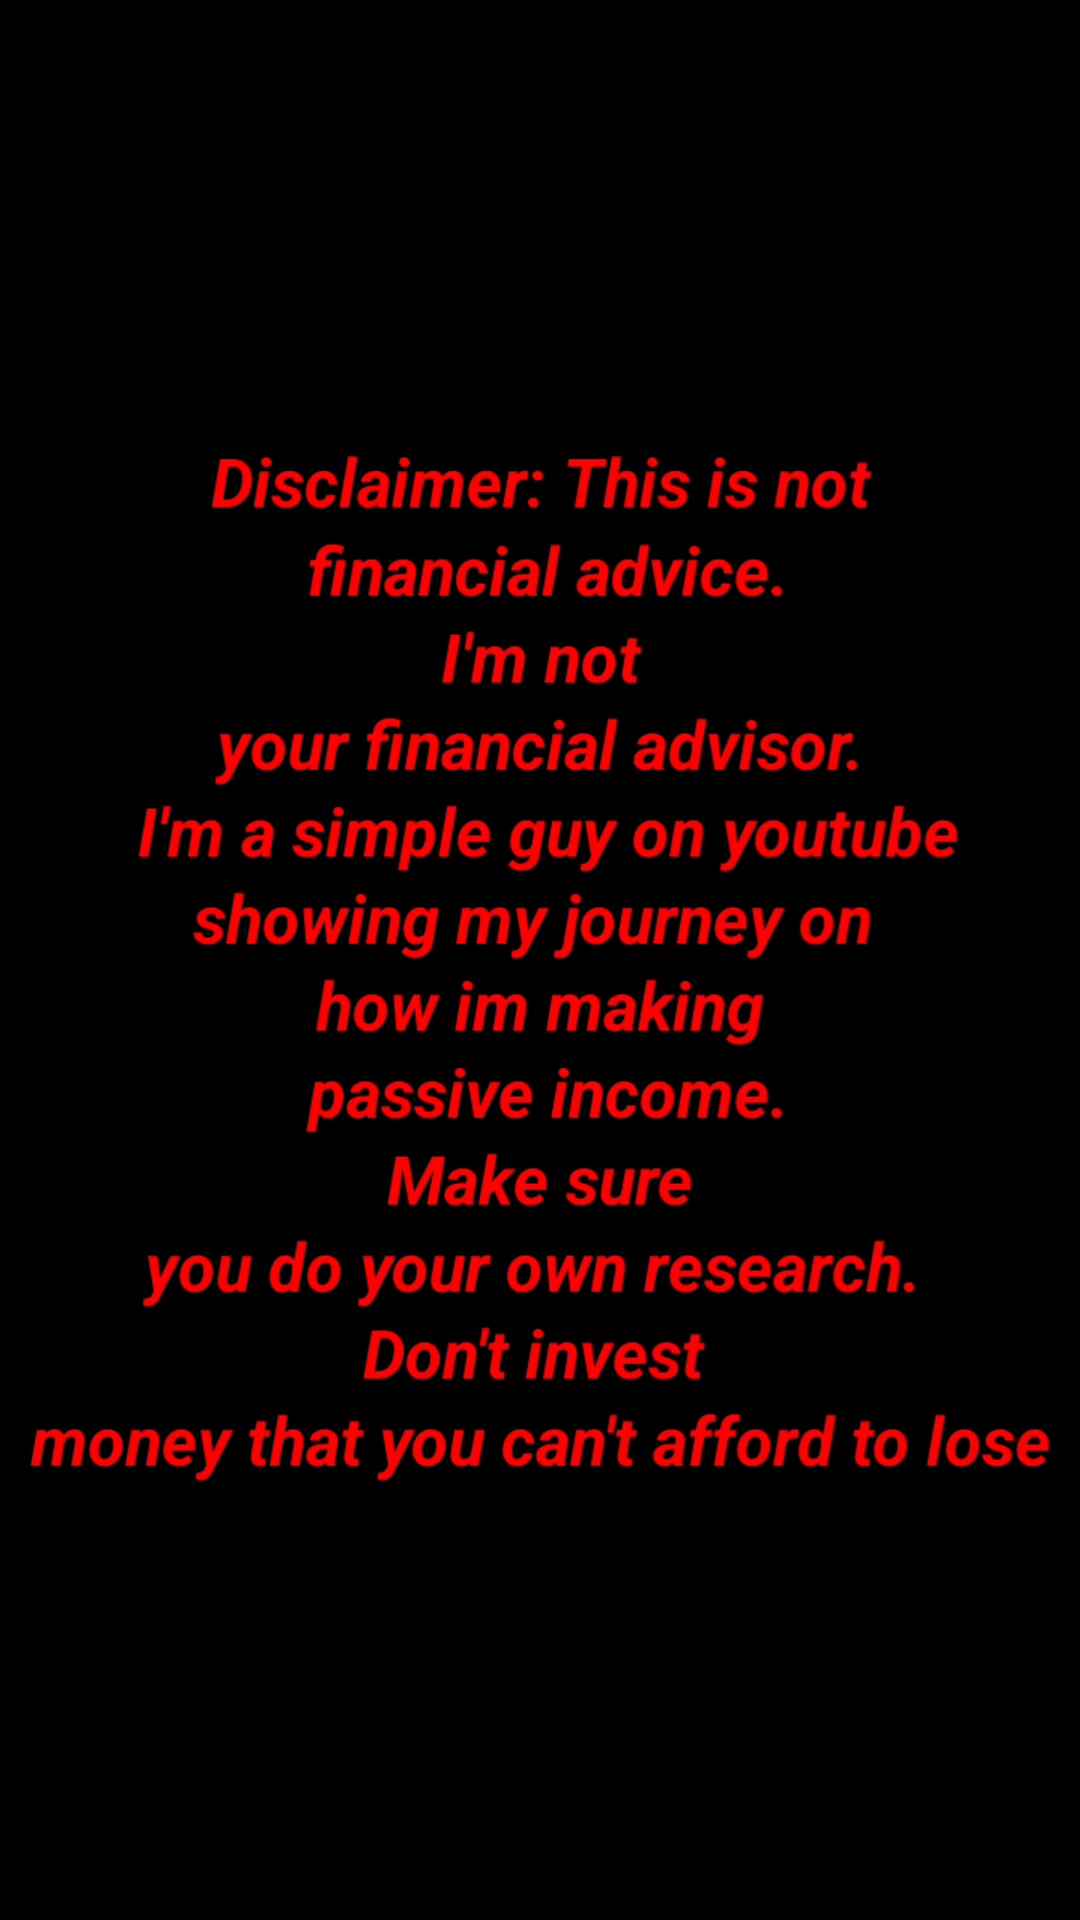 Disclaimer: This is not
financial advice.
I'm not
your financial advisor.
I'm a simple guy on youtube
showing my journey on
how im making
passive income.
Make sure
you do your own research.
Don't invest
money that you can't afford to lose